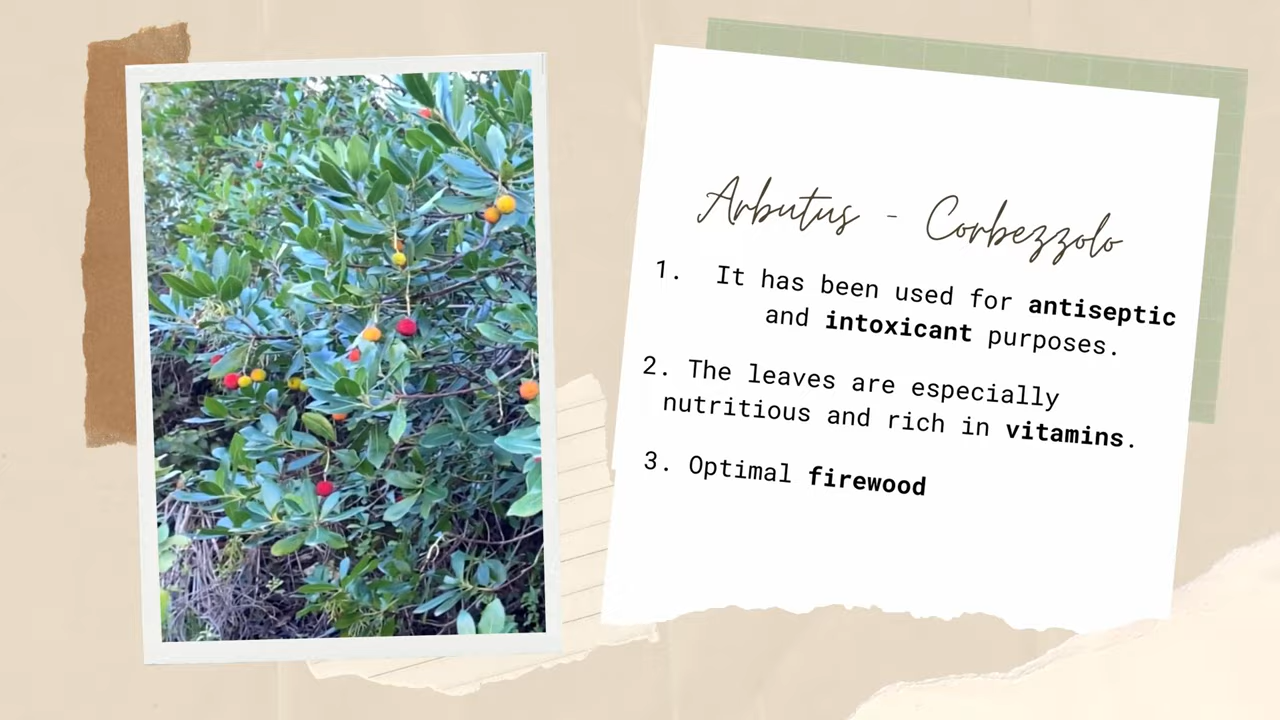 Arbutus - Corbezzolo
1. It has been used for antiseptic
and intoxicant purposes.
2. The leaves are especially
nutritious and rich in vitamins.
3. Optimal firewood